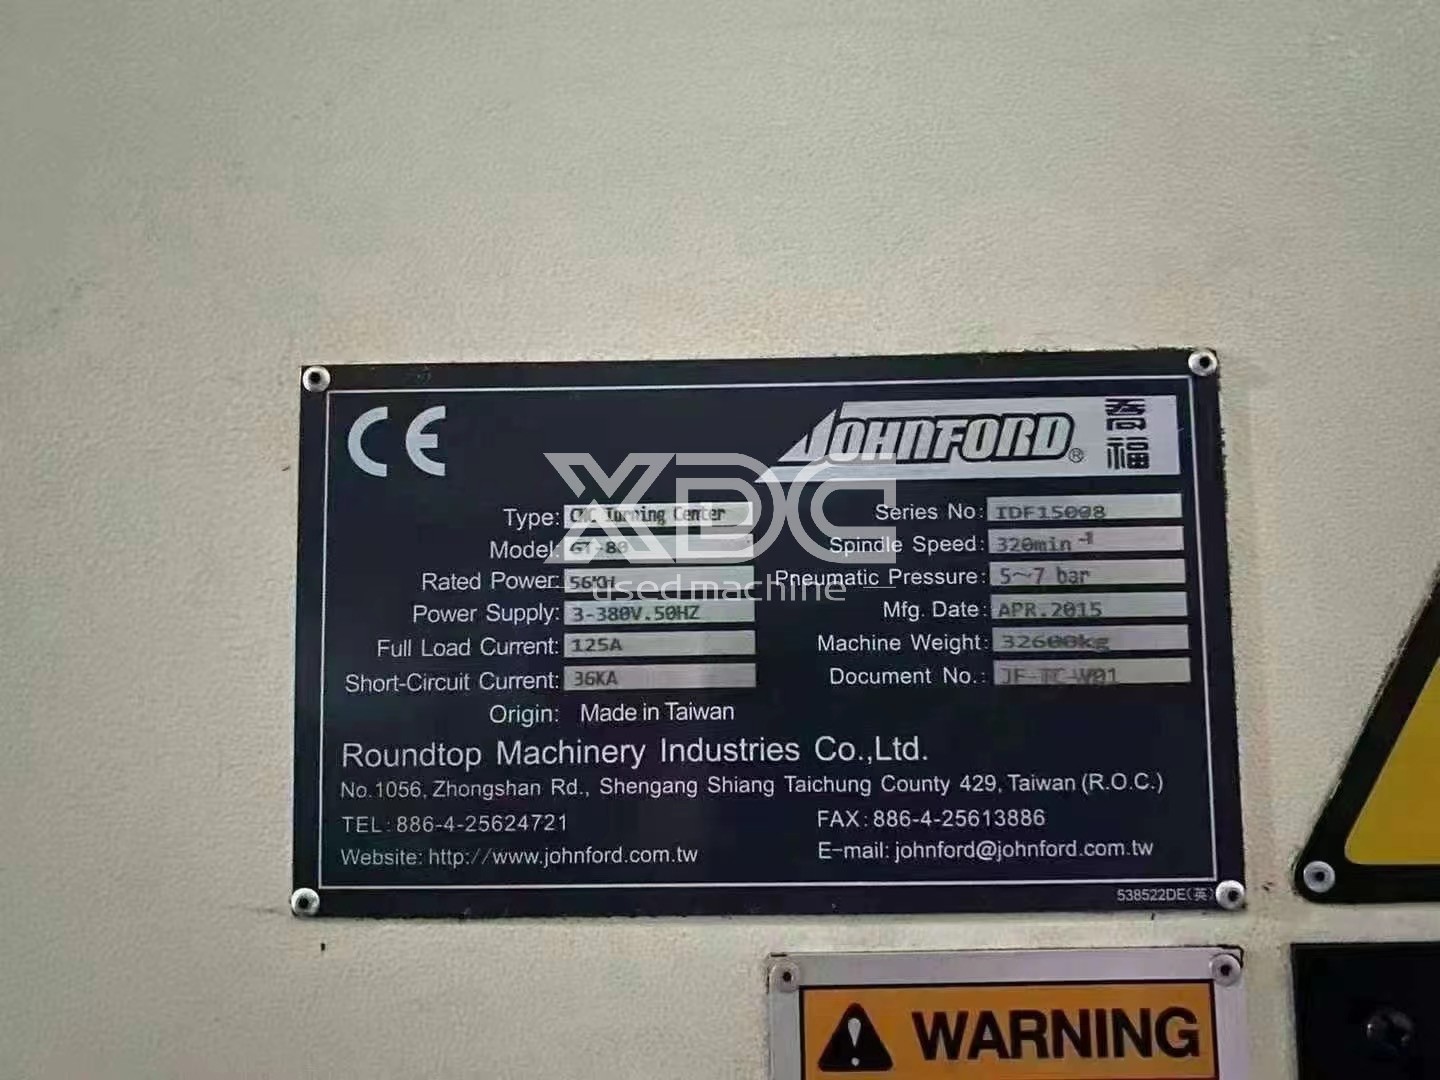 CE
JOHNFORD® 喬福
Type: CNC Turning Center
Model: GT-80
Rated Power: 56KW
Power Supply: 3-380V.50HZ
Full Load Current: 125A
Short-Circuit Current: 36KA
Origin: Made in Taiwan
Series No: IDF15008
Spindle Speed: 320min⁻¹
Pneumatic Pressure: 5~7 bar
Mfg. Date: APR.2015
Machine Weight: 32600kg
Document No.: JF-TC-W01
XDC
used machine
Roundtop Machinery Industries Co.,Ltd.
No.1056, Zhongshan Rd., Shengang Shiang Taichung County 429, Taiwan (R.O.C.)
TEL: 886-4-25624721
FAX: 886-4-25613886
Website: http://www.johnford.com.tw
E-mail: johnford@johnford.com.tw
538522DE(英)
WARNING